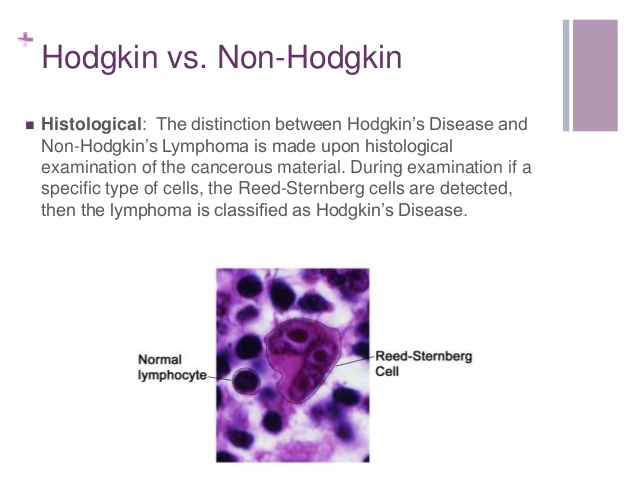 Hodgkin vs. Non-Hodgkin
Histological:  The distinction between Hodgkin’s Disease and
Non-Hodgkin’s Lymphoma is made upon histological
examination of the cancerous material. During examination if a
specific type of cells, the Reed-Sternberg cells are detected,
then the lymphoma is classified as Hodgkin’s Disease.
Normal
lymphocyte
Reed-Sternberg
Cell